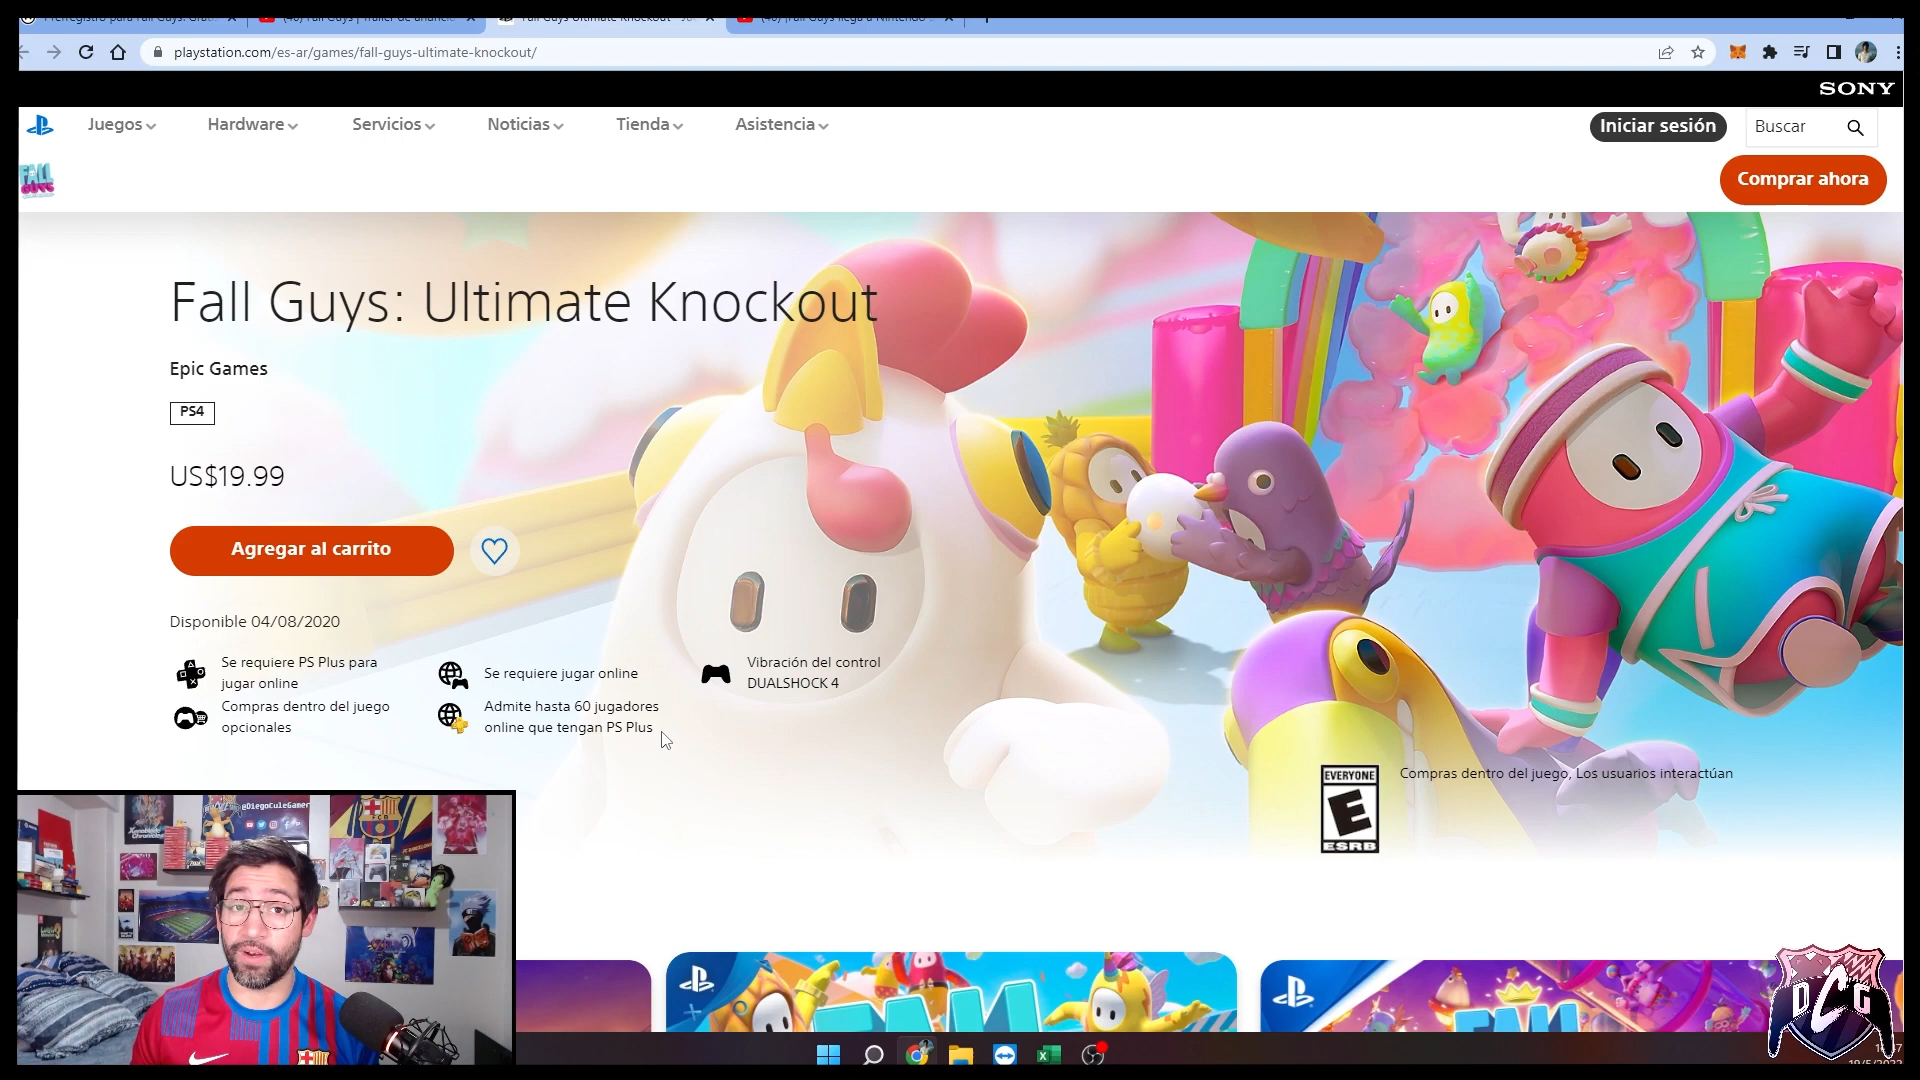 playstation.com/es-ar/games/fall-guys-ultimate-knockout/
SONY
Juegos
Hardware
Servicios
Noticias
Tienda
Asistencia
Iniciar sesión
Buscar
FALL
GUYS
Comprar ahora
Fall Guys: Ultimate Knockout
Epic Games
PS4
US$19.99
Agregar al carrito
Disponible 04/08/2020
Se requiere PS Plus para
jugar online
Se requiere jugar online
Vibración del control
DUALSHOCK 4
Compras dentro del juego
opcionales
Admite hasta 60 jugadores
online que tengan PS Plus
EVERYONE
E
ESRB
Compras dentro del juego, Los usuarios interactúan
@DiegoCuleGamer
DCG